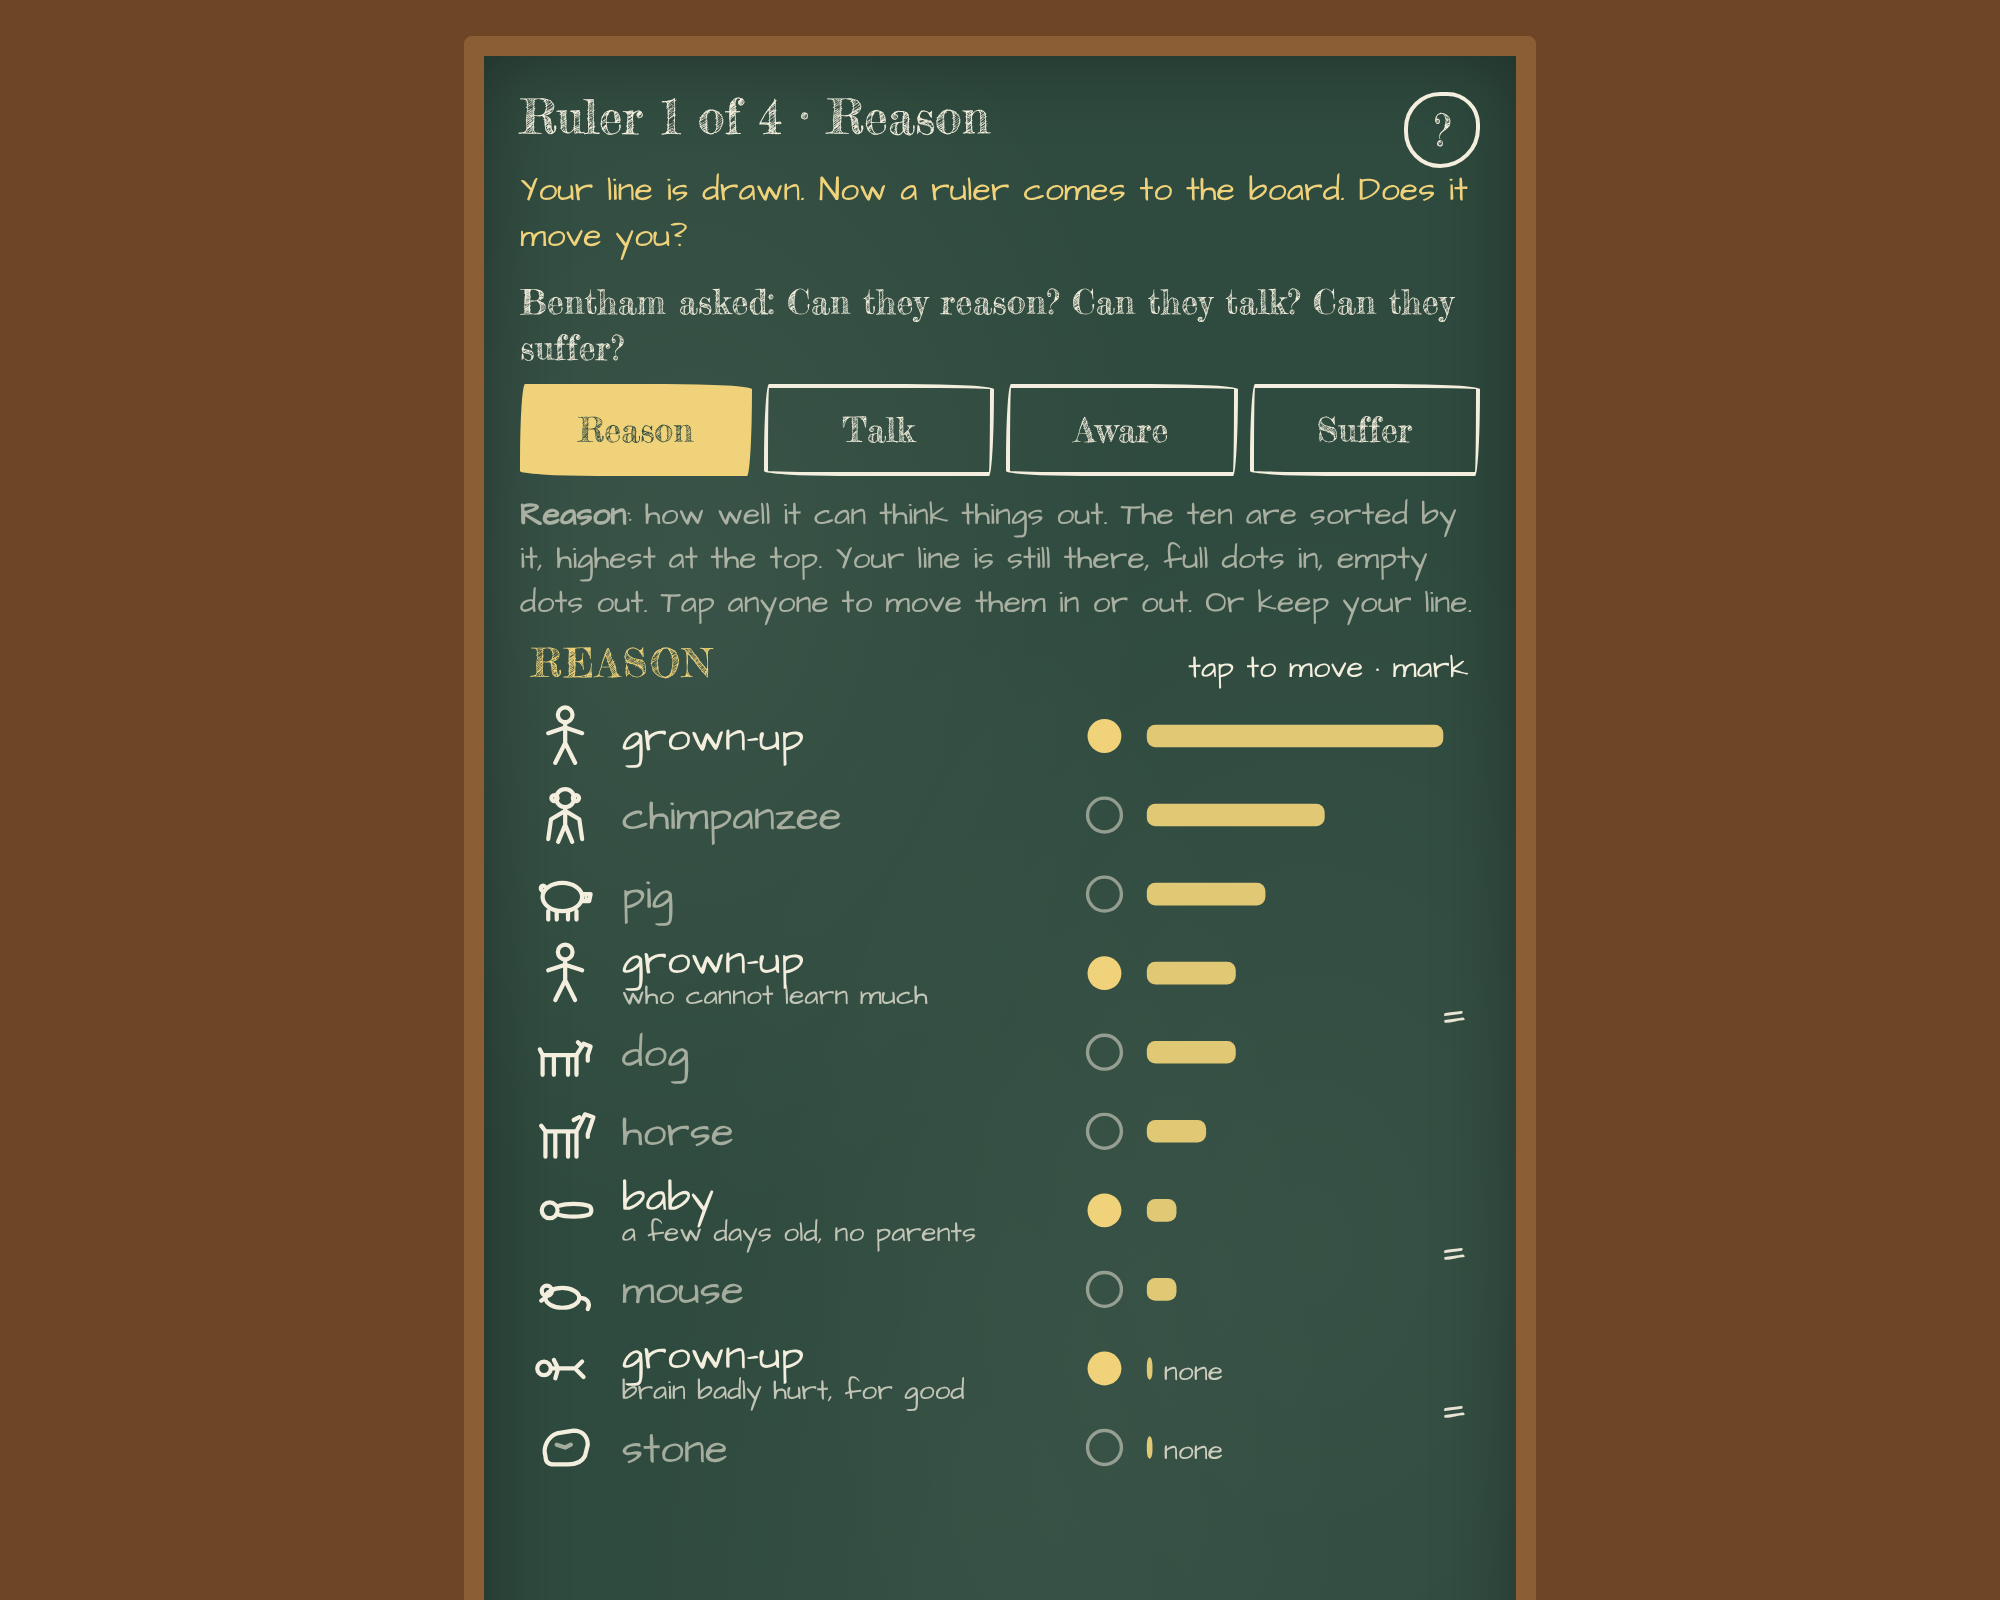 Ruler 1 of 4 · Reason
?
Your line is drawn. Now a ruler comes to the board. Does it
move you?
Bentham asked: Can they reason? Can they talk? Can they
suffer?
Reason
Talk
Aware
Suffer
Reason: how well it can think things out. The ten are sorted by
it, highest at the top. Your line is still there, full dots in, empty
dots out. Tap anyone to move them in or out. Or keep your line.
REASON
tap to move · mark
grown-up
chimpanzee
pig
grown-up
who cannot learn much
=
dog
horse
baby
a few days old, no parents
=
mouse
grown-up
brain badly hurt, for good
none
=
stone
none